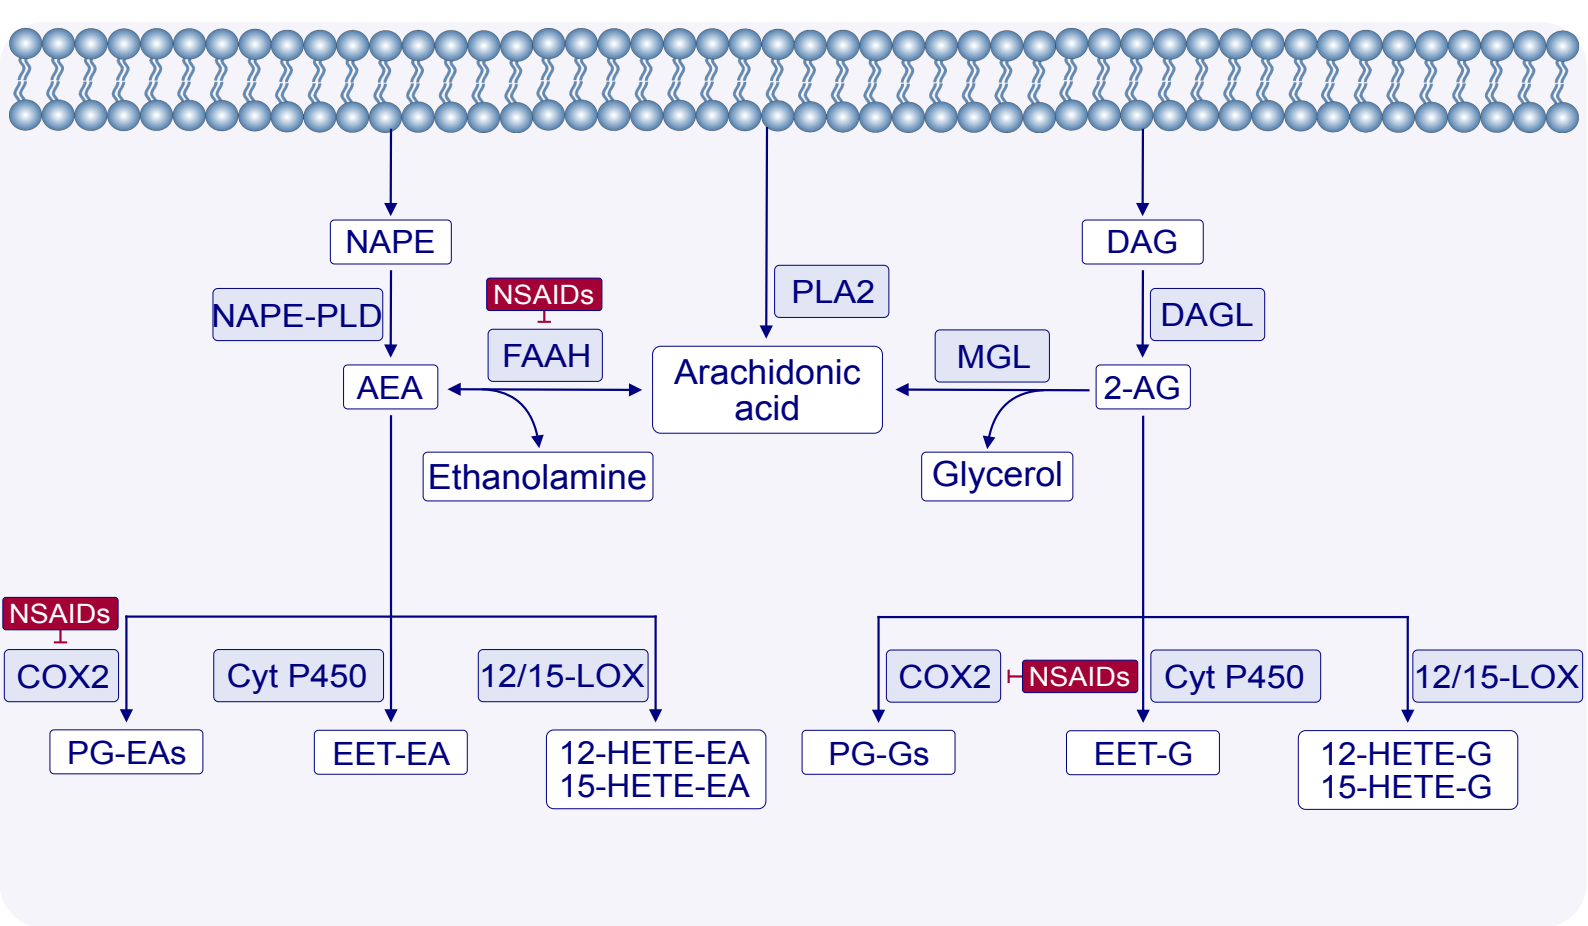 NAPE
DAG
NSAIDs
PLA2
NAPE-PLD
DAGL
FAAH
MGL
AEA
Arachidonic
acid
2-AG
Ethanolamine
Glycerol
NSAIDs
COX2
Cyt P450
12/15-LOX
COX2
NSAIDs
Cyt P450
12/15-LOX
PG-EAs
EET-EA
12-HETE-EA
15-HETE-EA
PG-Gs
EET-G
12-HETE-G
15-HETE-G